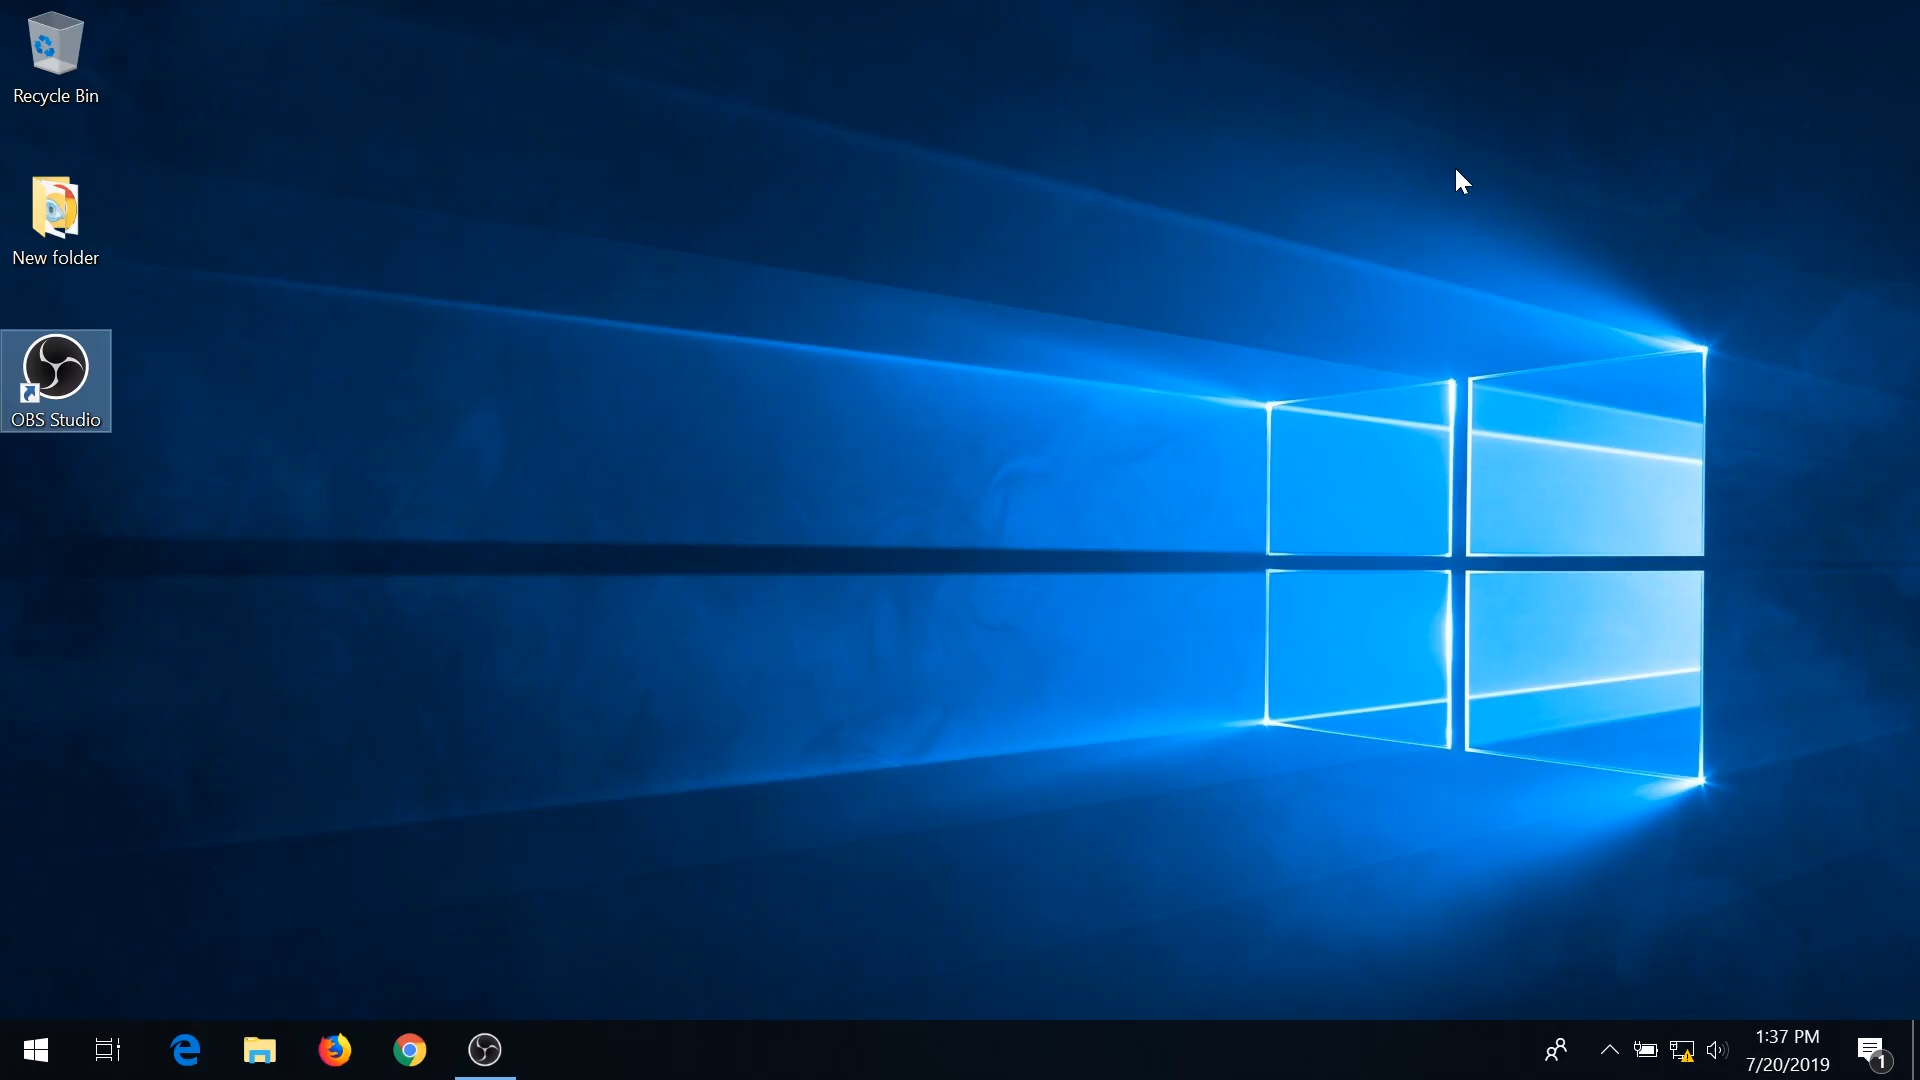 Recycle Bin
New folder
OBS Studio
1:37 PM
7/20/2019
1